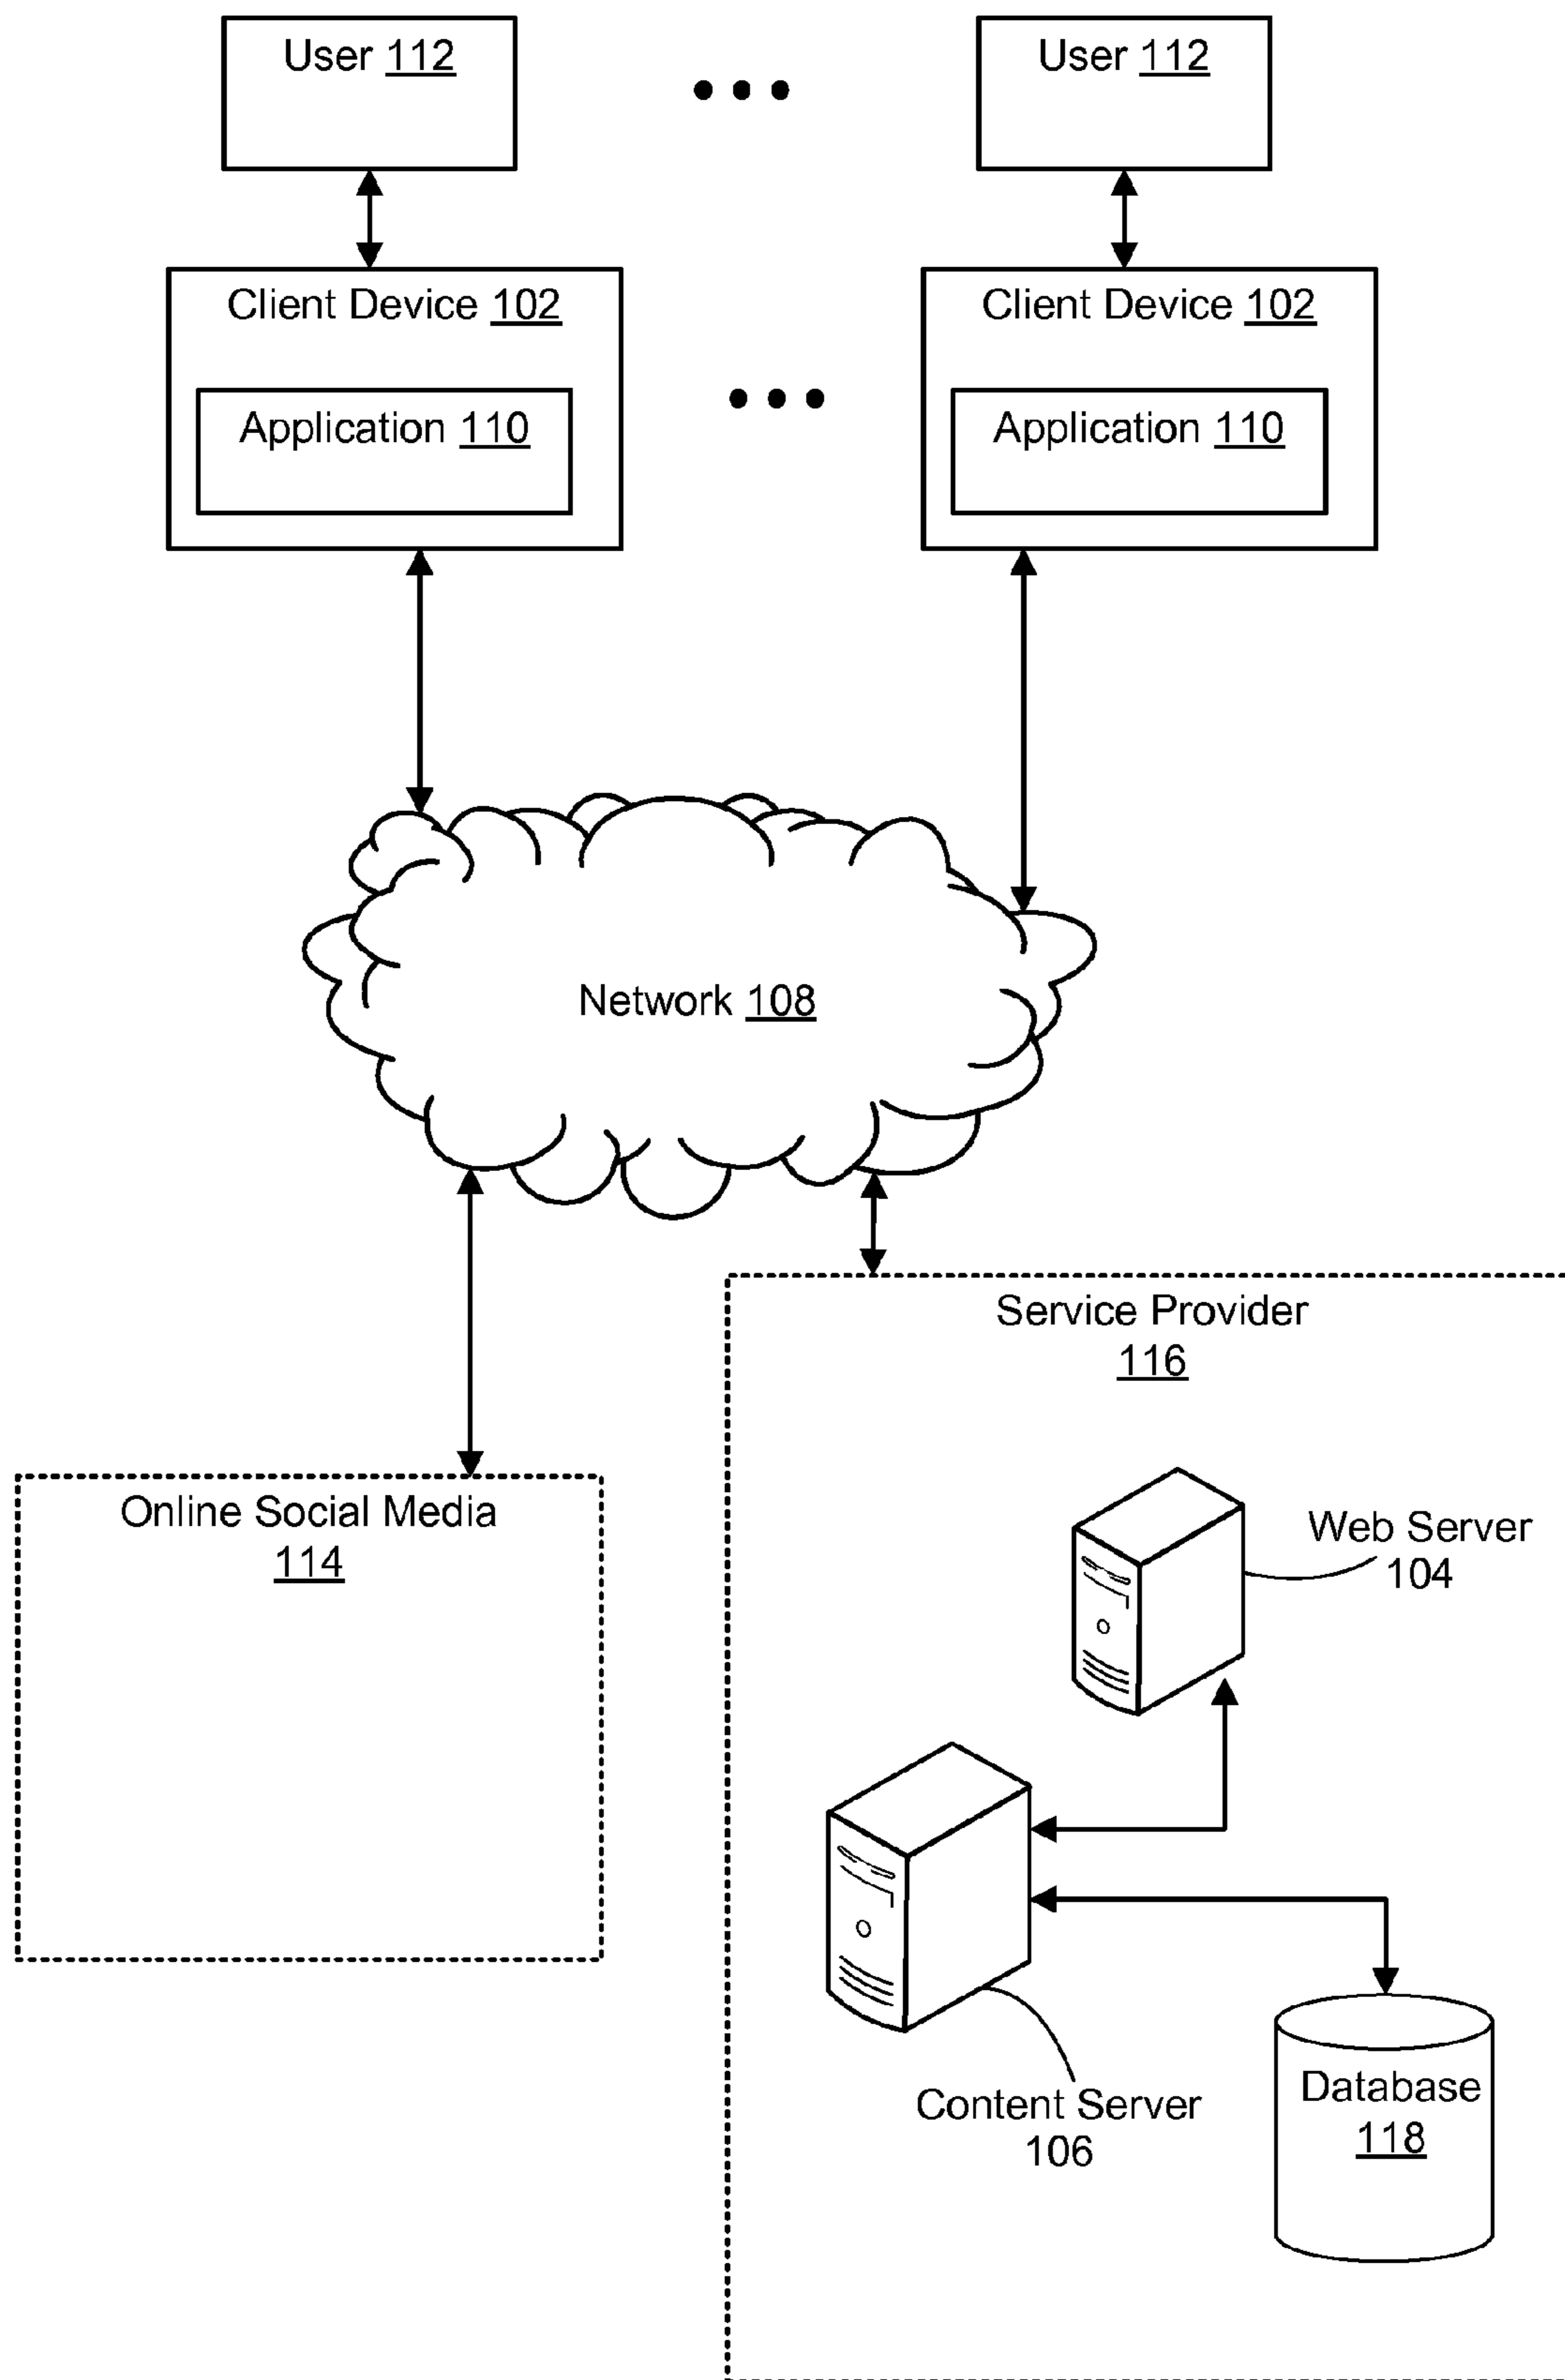 User 112
User 112
Client Device 102
Client Device 102
Application 110
Application 110
Network 108
Service Provider
116
Online Social Media
114
Web Server
104
Content Server
106
Database
118